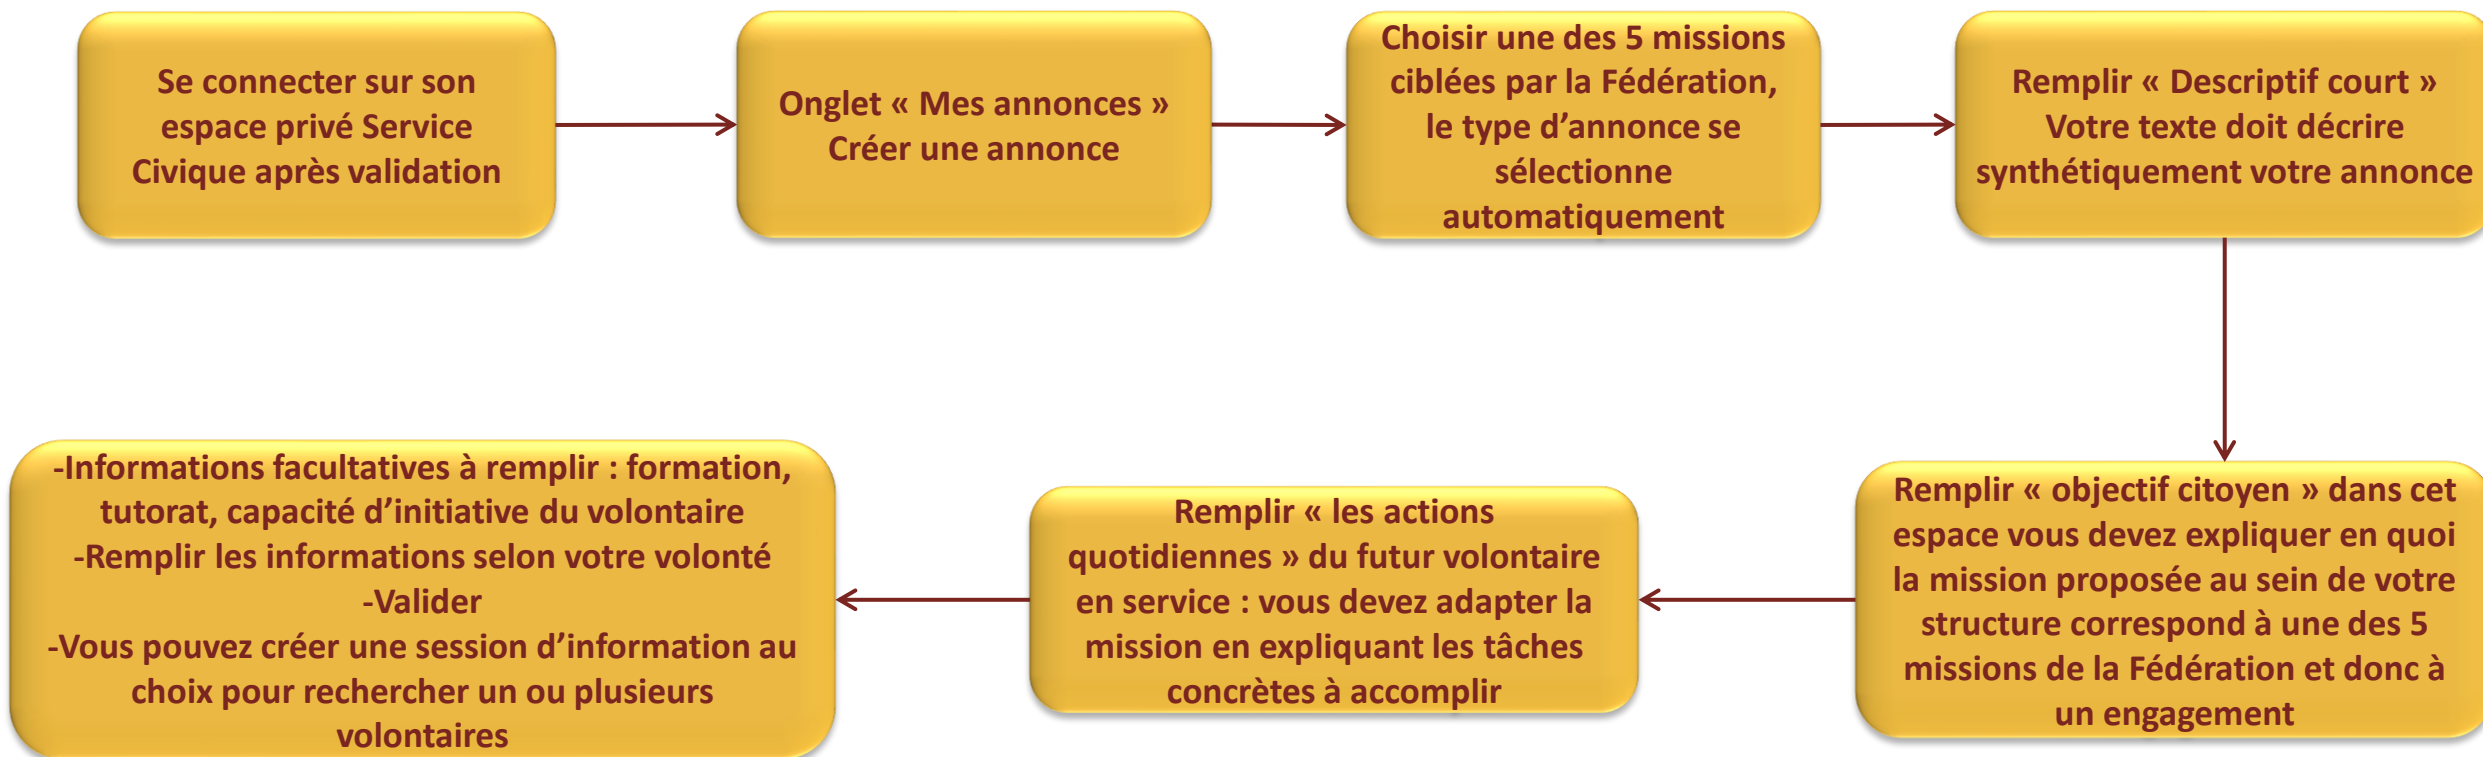 Se connecter sur son
espace privé Service
Civique après validation
Onglet « Mes annonces »
Créer une annonce
Choisir une des 5 missions
ciblées par la Fédération,
le type d’annonce se
sélectionne
automatiquement
Remplir « Descriptif court »
Votre texte doit décrire
synthétiquement votre annonce
Remplir « objectif citoyen » dans cet
espace vous devez expliquer en quoi
la mission proposée au sein de votre
structure correspond à une des 5
missions de la Fédération et donc à
un engagement
Remplir « les actions
quotidiennes » du futur volontaire
en service : vous devez adapter la
mission en expliquant les tâches
concrètes à accomplir
-Informations facultatives à remplir : formation,
tutorat, capacité d’initiative du volontaire
-Remplir les informations selon votre volonté
-Valider
-Vous pouvez créer une session d’information au
choix pour rechercher un ou plusieurs
volontaires